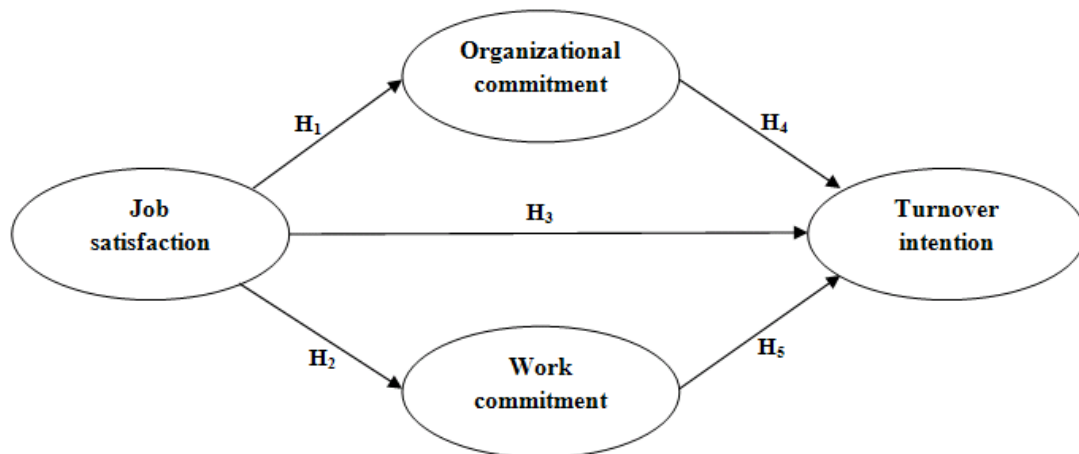 Organizational
commitment
H₁
H₄
Job
satisfaction
H₃
Turnover
intention
H₂
H₅
Work
commitment